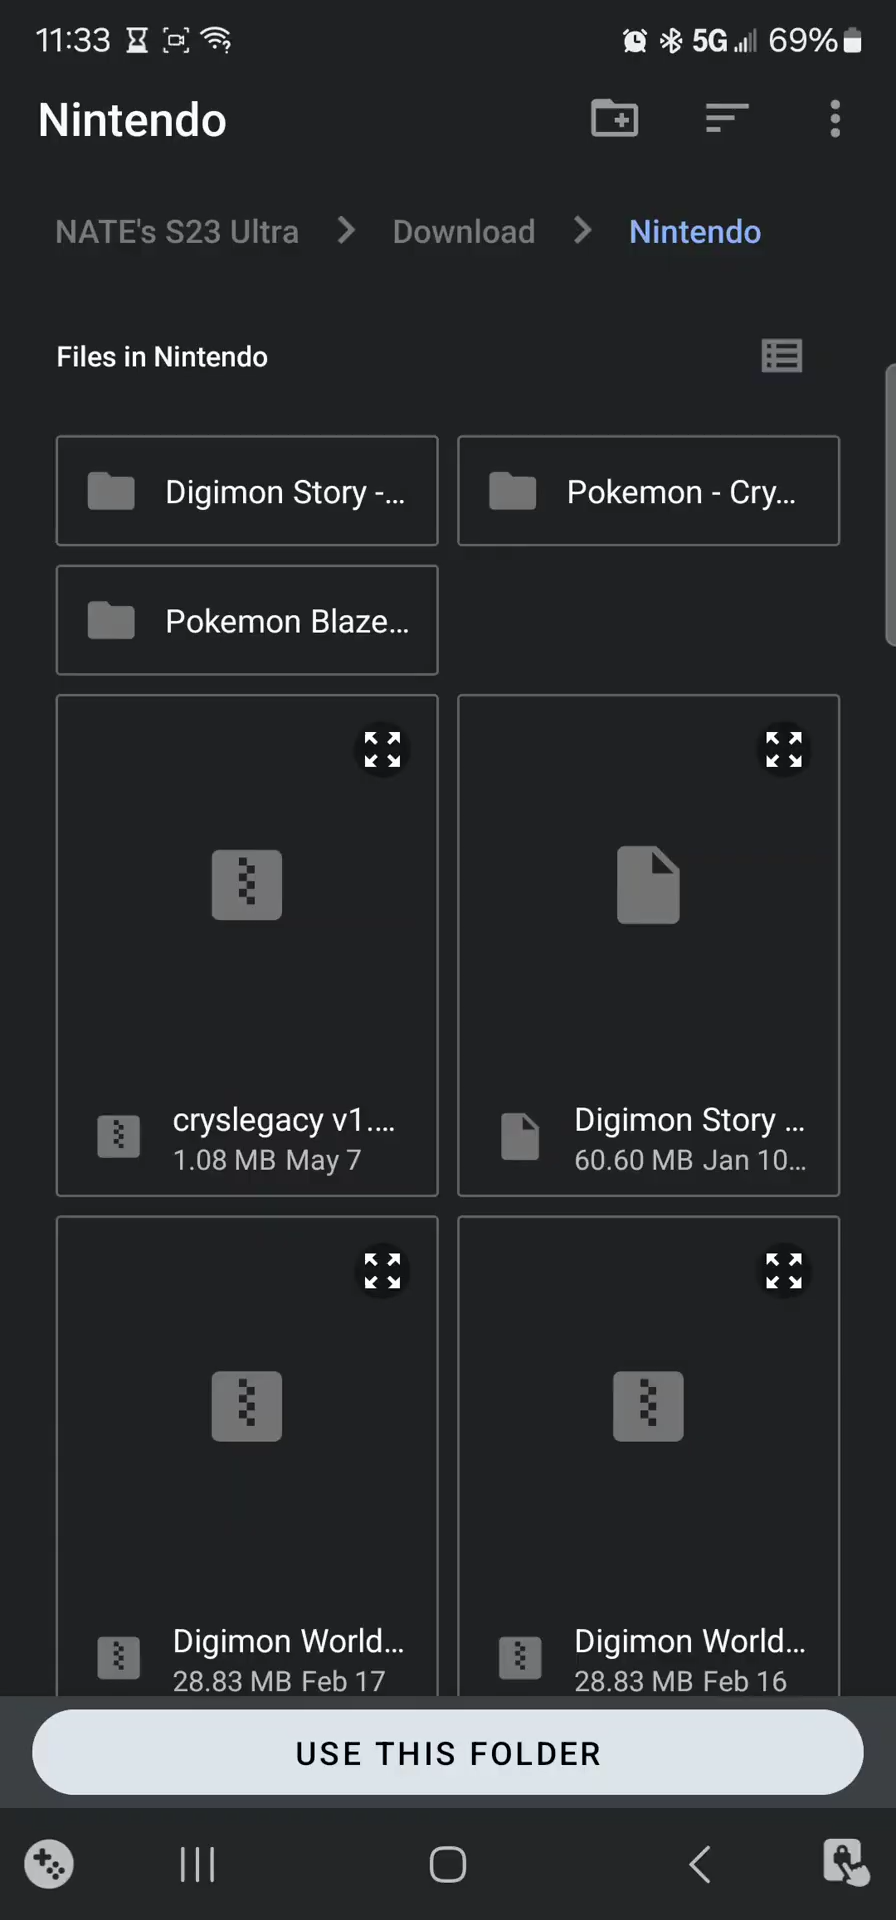 11:33 5G 69%
Nintendo
NATE's S23 Ultra Download Nintendo
Files in Nintendo
Digimon Story -... Pokemon - Cry...
Pokemon Blaze...
cryslegacy v1.... Digimon Story ...
1.08 MB May 7 60.60 MB Jan 10...
Digimon World... Digimon World...
28.83 MB Feb 17 28.83 MB Feb 16
USE THIS FOLDER